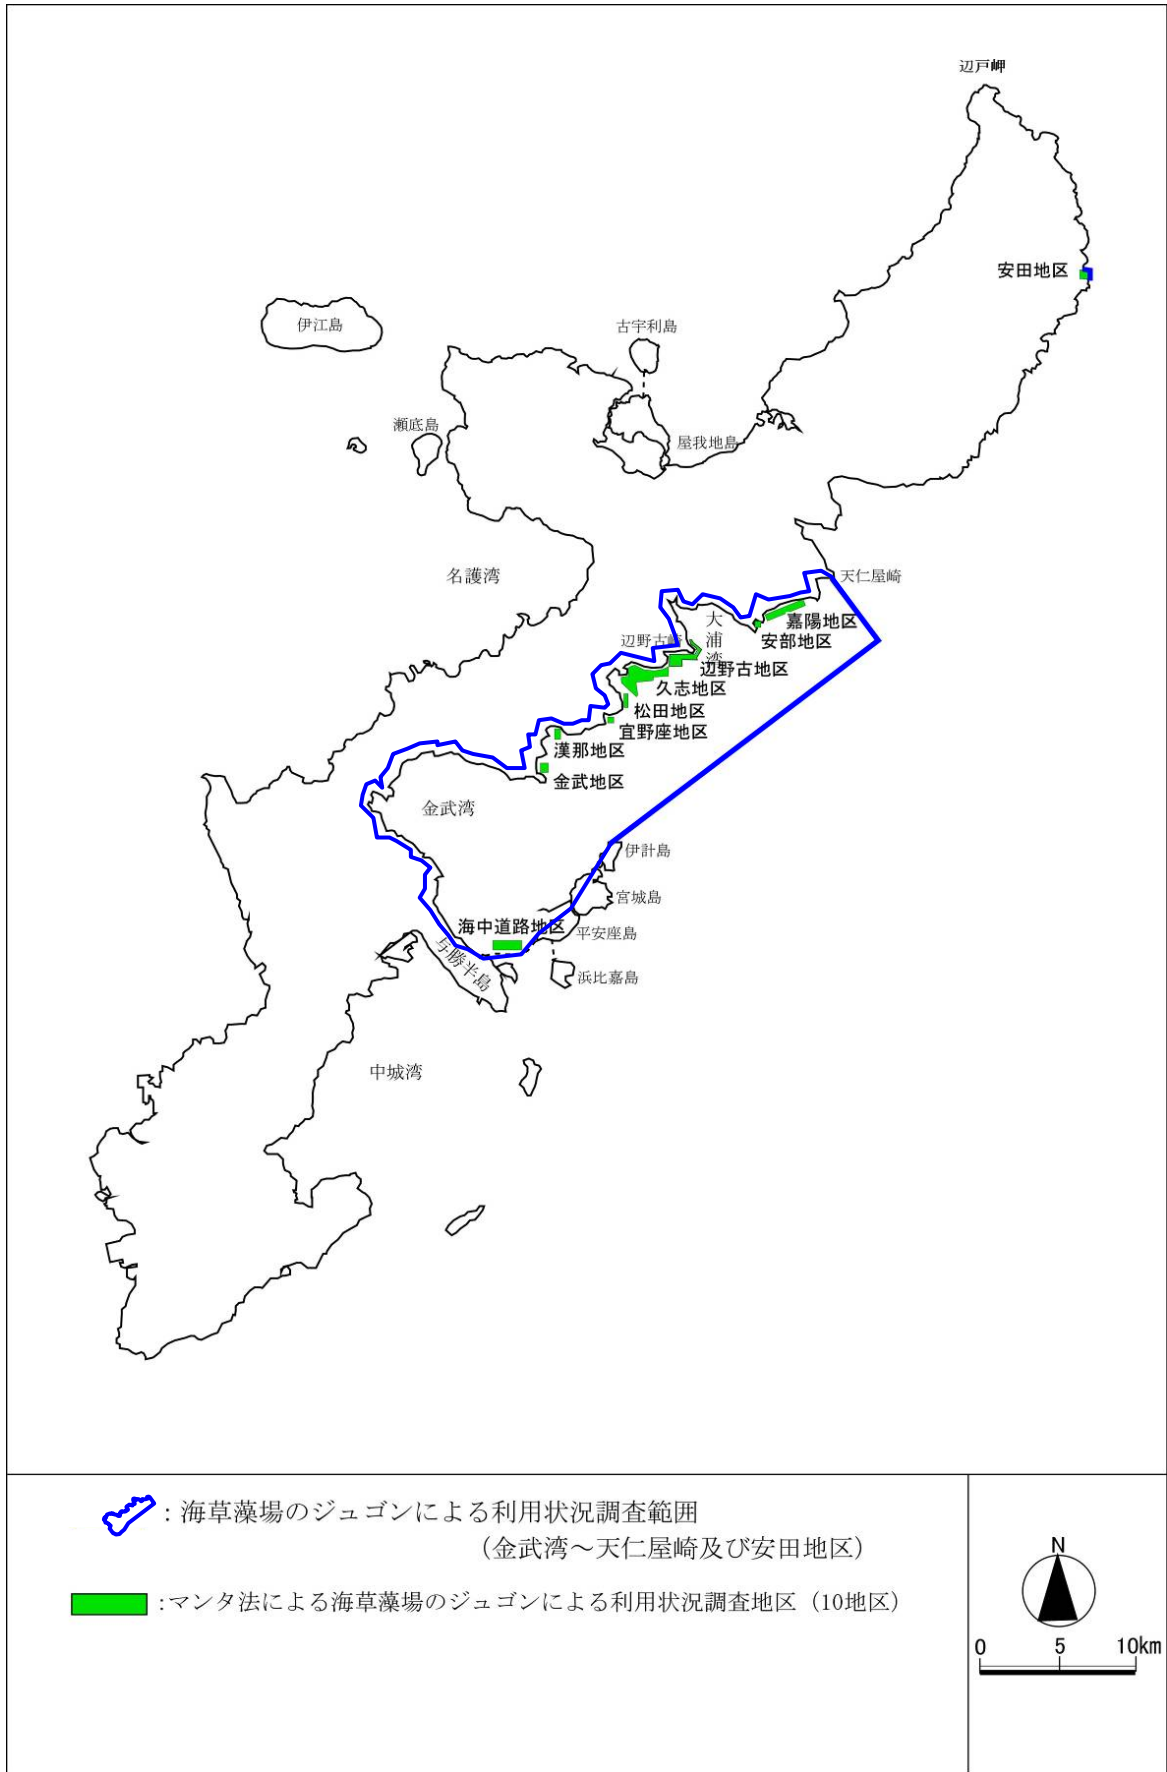 辺戸岬
安田地区
伊江島
古宇利島
瀬底島
屋我地島
名護湾
天仁屋崎
大浦湾
嘉陽地区
辺野古崎
安部地区
辺野古地区
久志地区
松田地区
宜野座地区
漢那地区
金武地区
金武湾
伊計島
宮城島
海中道路地区
平安座島
与勝半島
浜比嘉島
中城湾
：海草藻場のジュゴンによる利用状況調査範囲
（金武湾～天仁屋崎及び安田地区）
：マンタ法による海草藻場のジュゴンによる利用状況調査地区（10地区）
N
0 5 10km